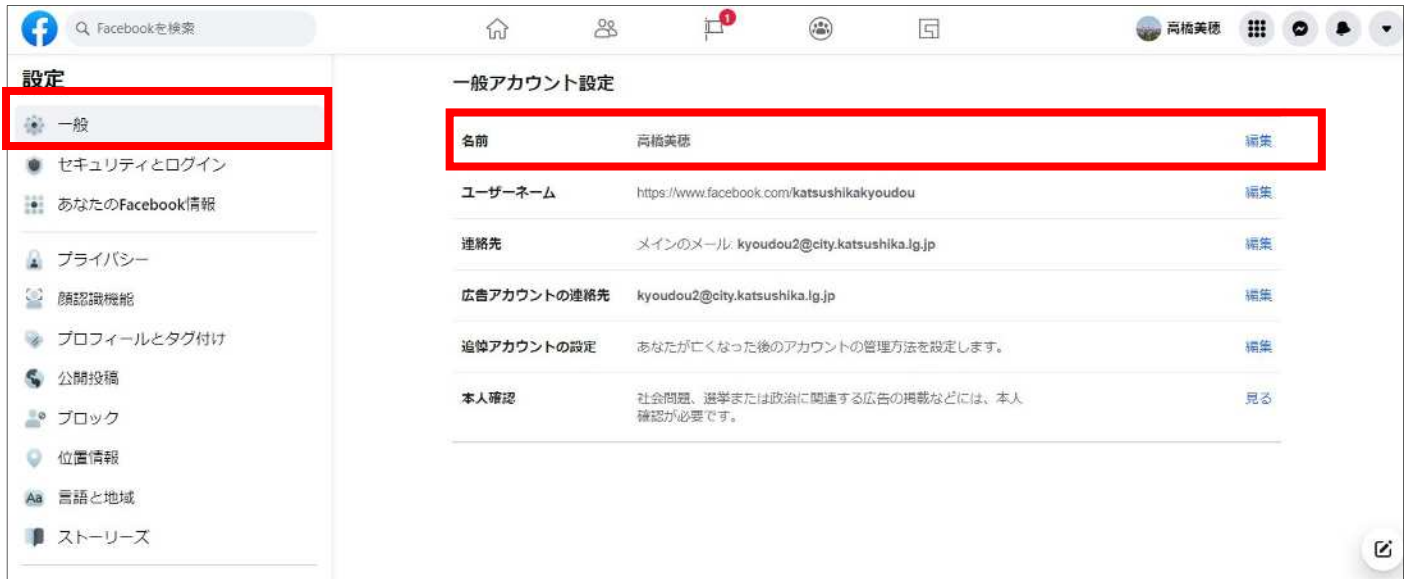 Facebookを検索
1
高橋美穂
設定
一般
セキュリティとログイン
あなたのFacebook情報
プライバシー
顔認識機能
プロフィールとタグ付け
公開投稿
ブロック
位置情報
Aa 言語と地域
ストーリーズ
一般アカウント設定
名前 高橋美穂 編集
ユーザーネーム https://www.facebook.com/katsushikakyoudou 編集
連絡先 メインのメール: kyoudou2@city.katsushika.lg.jp 編集
広告アカウントの連絡先 kyoudou2@city.katsushika.lg.jp 編集
追悼アカウントの設定 あなたが亡くなった後のアカウントの管理方法を設定します。 編集
本人確認 社会問題、選挙または政治に関連する広告の掲載などには、本人 見る
確認が必要です。